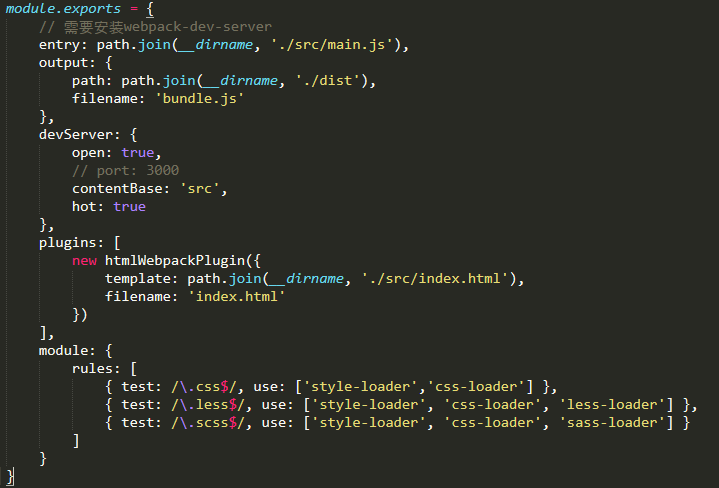 module.exports = {
    // 需要安装webpack-dev-server
    entry: path.join(__dirname, './src/main.js'),
    output: {
        path: path.join(__dirname, './dist'),
        filename: 'bundle.js'
    },
    devServer: {
        open: true,
        // port: 3000
        contentBase: 'src',
        hot: true
    },
    plugins: [
        new htmlWebpackPlugin({
            template: path.join(__dirname, './src/index.html'),
            filename: 'index.html'
        })
    ],
    module: {
        rules: [
            { test: /\.css$/, use: ['style-loader','css-loader'] },
            { test: /\.less$/, use: ['style-loader', 'css-loader', 'less-loader'] },
            { test: /\.scss$/, use: ['style-loader', 'css-loader', 'sass-loader'] }
        ]
    }
}